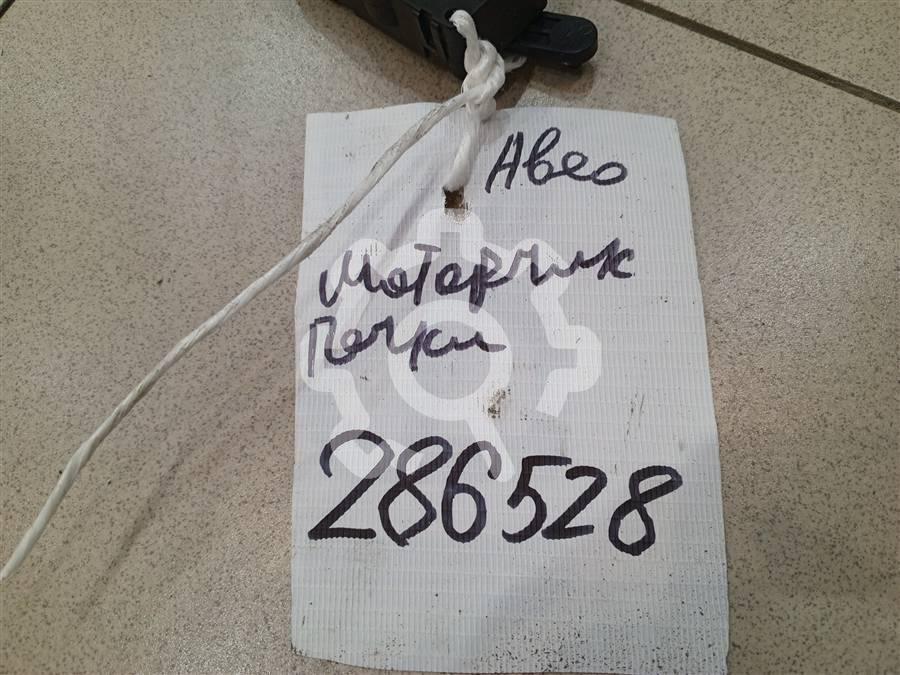 Авео
Моторчик
Печки
286528